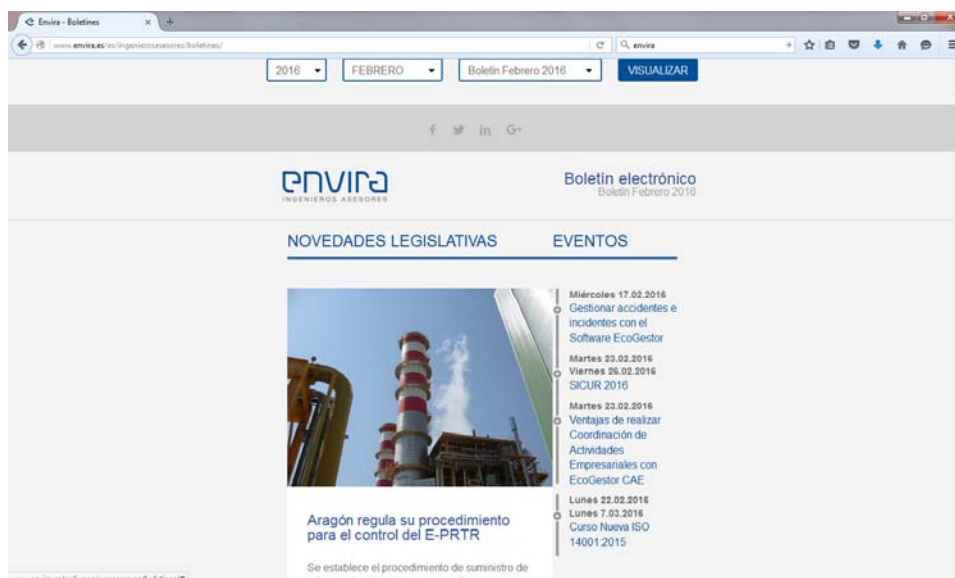 Envira - Boletines
www.envira.es/es/ingenierosasesores/boletines/
envira
2016
FEBRERO
Boletín Febrero 2016
VISUALIZAR
f
in
G+
envira
INGENIEROS ASESORES
Boletín electrónico
Boletín Febrero 2016
NOVEDADES LEGISLATIVAS
EVENTOS
Miércoles 17.02.2016
Gestionar accidentes e
incidentes con el
Software EcoGestor
Martes 23.02.2016
Viernes 26.02.2016
SICUR 2016
Martes 23.02.2016
Ventajas de realizar
Coordinación de
Actividades
Empresariales con
EcoGestor CAE
Lunes 22.02.2016
Lunes 7.03.2016
Curso Nueva ISO
14001:2015
Aragón regula su procedimiento
para el control del E-PRTR
Se establece el procedimiento de suministro de